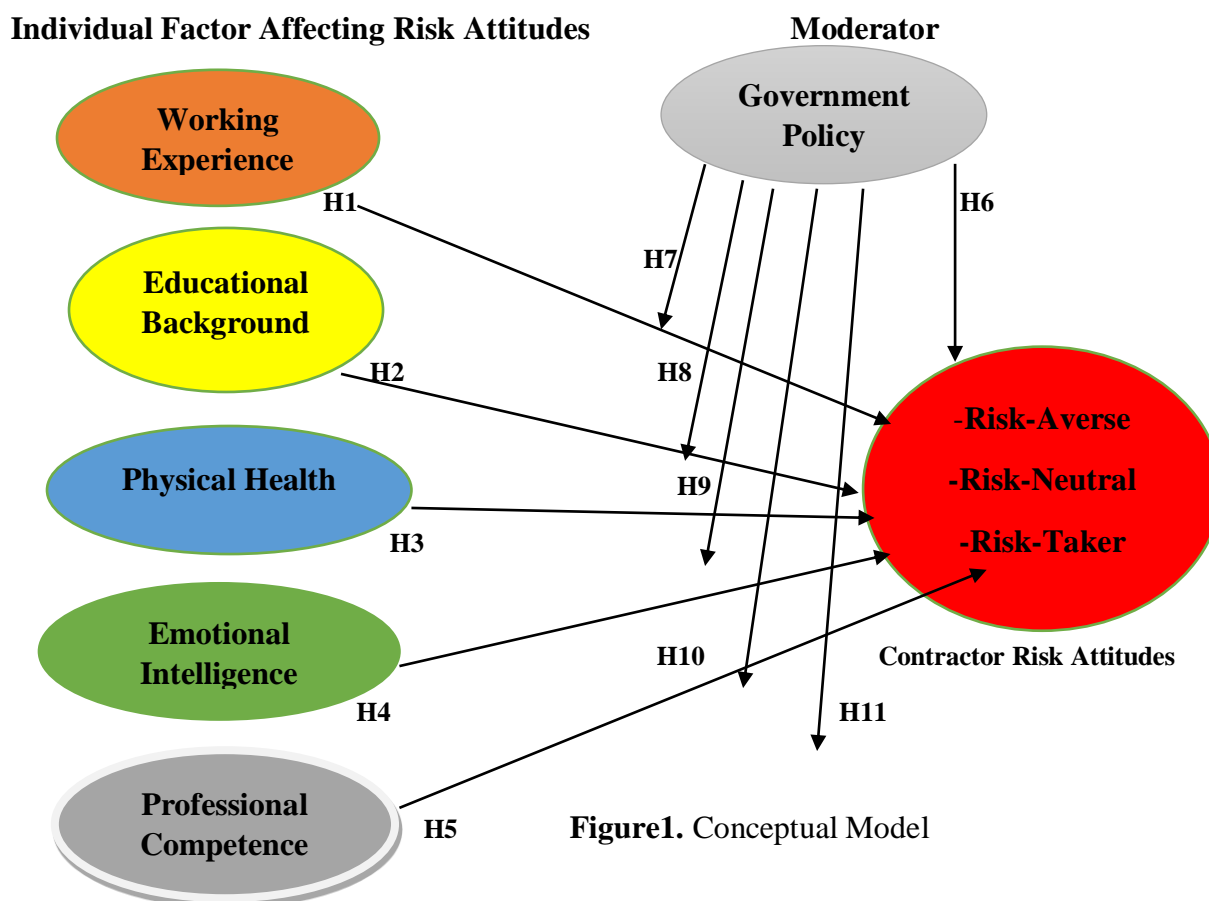 Individual Factor Affecting Risk Attitudes
Moderator
Working
Experience
H1
Educational
Background
H2
Physical Health
H3
Emotional
Intelligence
H4
Professional
Competence
H5
Government
Policy
H6
H7
H8
H9
H10
H11
-Risk-Averse
-Risk-Neutral
-Risk-Taker
Contractor Risk Attitudes
Figure1. Conceptual Model